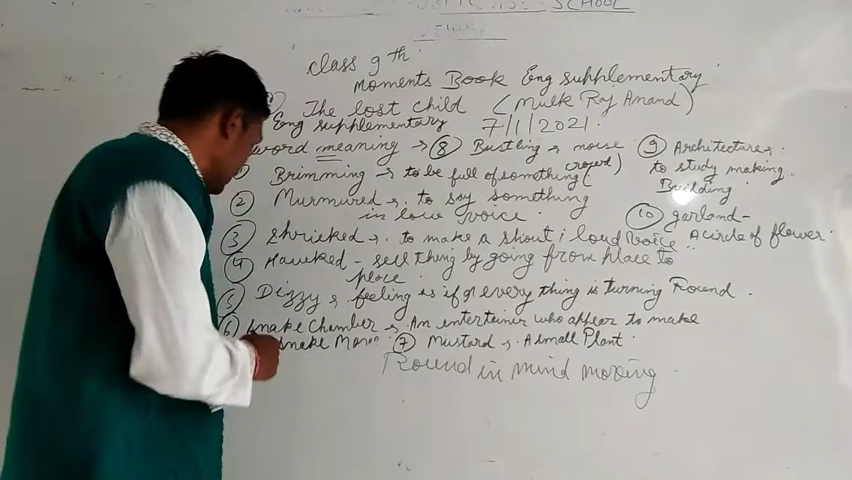 SCHOOL
class 9th
Moments Book Eng supplementary
The lost child (Mulk Raj Anand)
Eng supplementary 7/1/2021.
word meaning → ⑧ Bustling → noise (crowd)
Brimming → to be full of something
② Murmured → to say something
in low voice.
③ Shrieked → to make a shout i loud voice
④ Hawked - sell thing by going from place to
place.
⑤ Dizzy → feeling as if every thing is turning Round.
⑥ Snake Chamber → An entertainer who appear to make
snake Move ⑦ Mustard → A small Plant.
Round in mind moving
⑨ Architecture →
to study making
Building
⑩ garland -
A circle of flower.